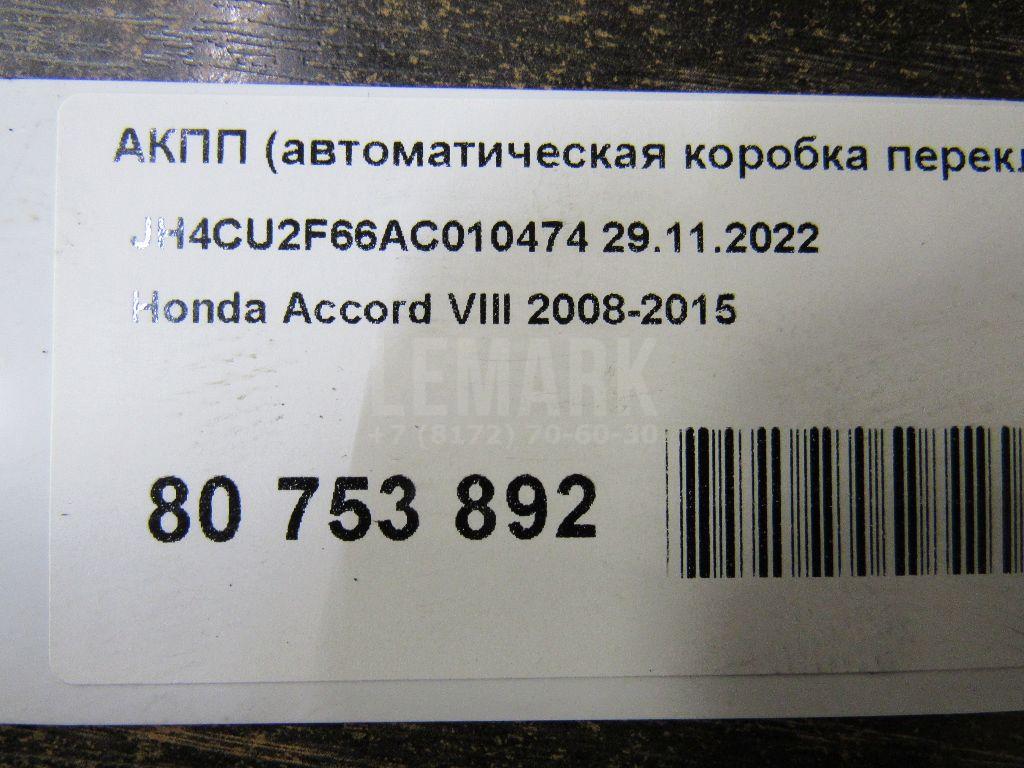 АКПП (автоматическая коробка перекл
JH4CU2F66AC010474 29.11.2022
Honda Accord VIII 2008-2015
LEMARK
+7 (8172) 70-60-30
80 753 892